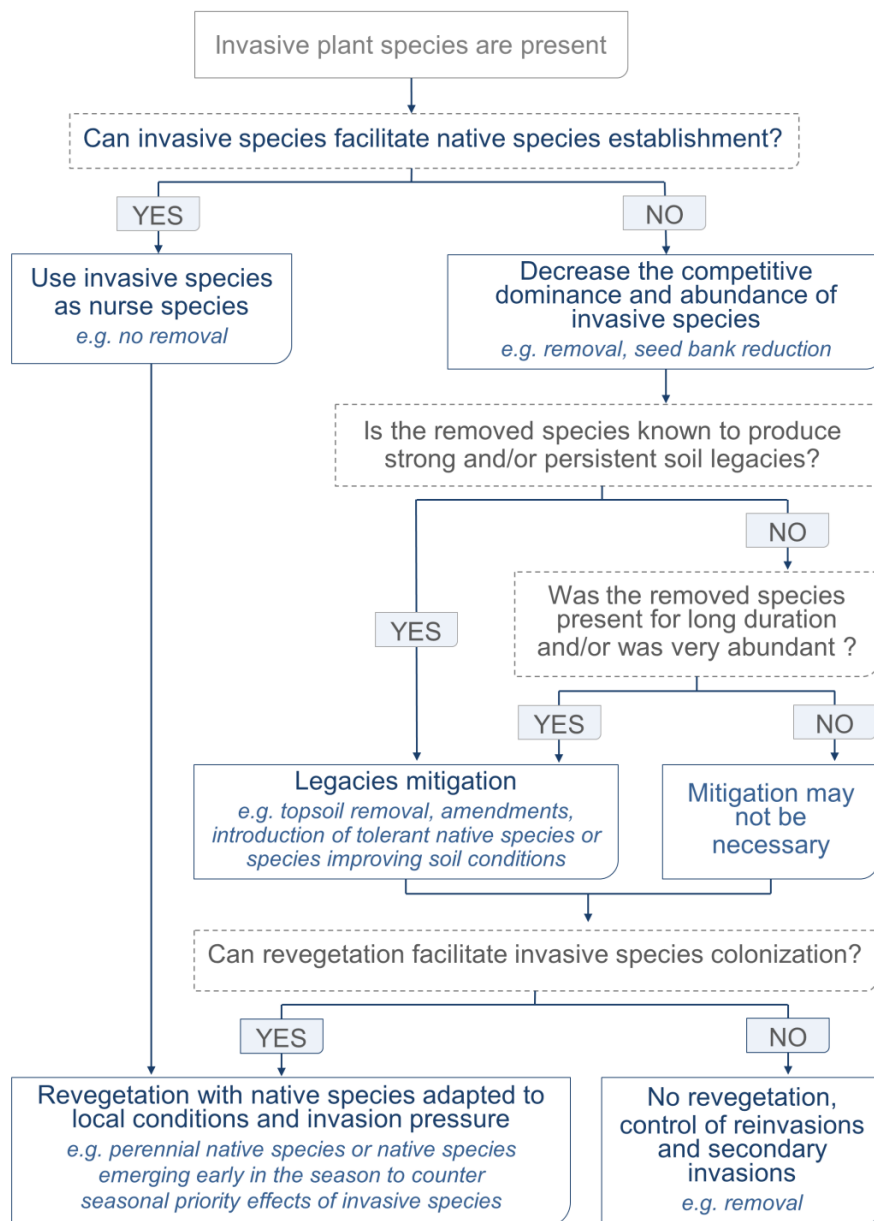 Invasive plant species are present
Can invasive species facilitate native species establishment?
YES
NO
Use invasive species
as nurse species
e.g. no removal
Decrease the competitive
dominance and abundance of
invasive species
e.g. removal, seed bank reduction
Is the removed species known to produce
strong and/or persistent soil legacies?
NO
Was the removed species
present for long duration
and/or was very abundant ?
YES
YES
NO
Legacies mitigation
e.g. topsoil removal, amendments,
introduction of tolerant native species or
species improving soil conditions
Mitigation may
not be
necessary
Can revegetation facilitate invasive species colonization?
YES
NO
Revegetation with native species adapted to
local conditions and invasion pressure
e.g. perennial native species or native species
emerging early in the season to counter
seasonal priority effects of invasive species
No revegetation,
control of reinvasions
and secondary
invasions
e.g. removal